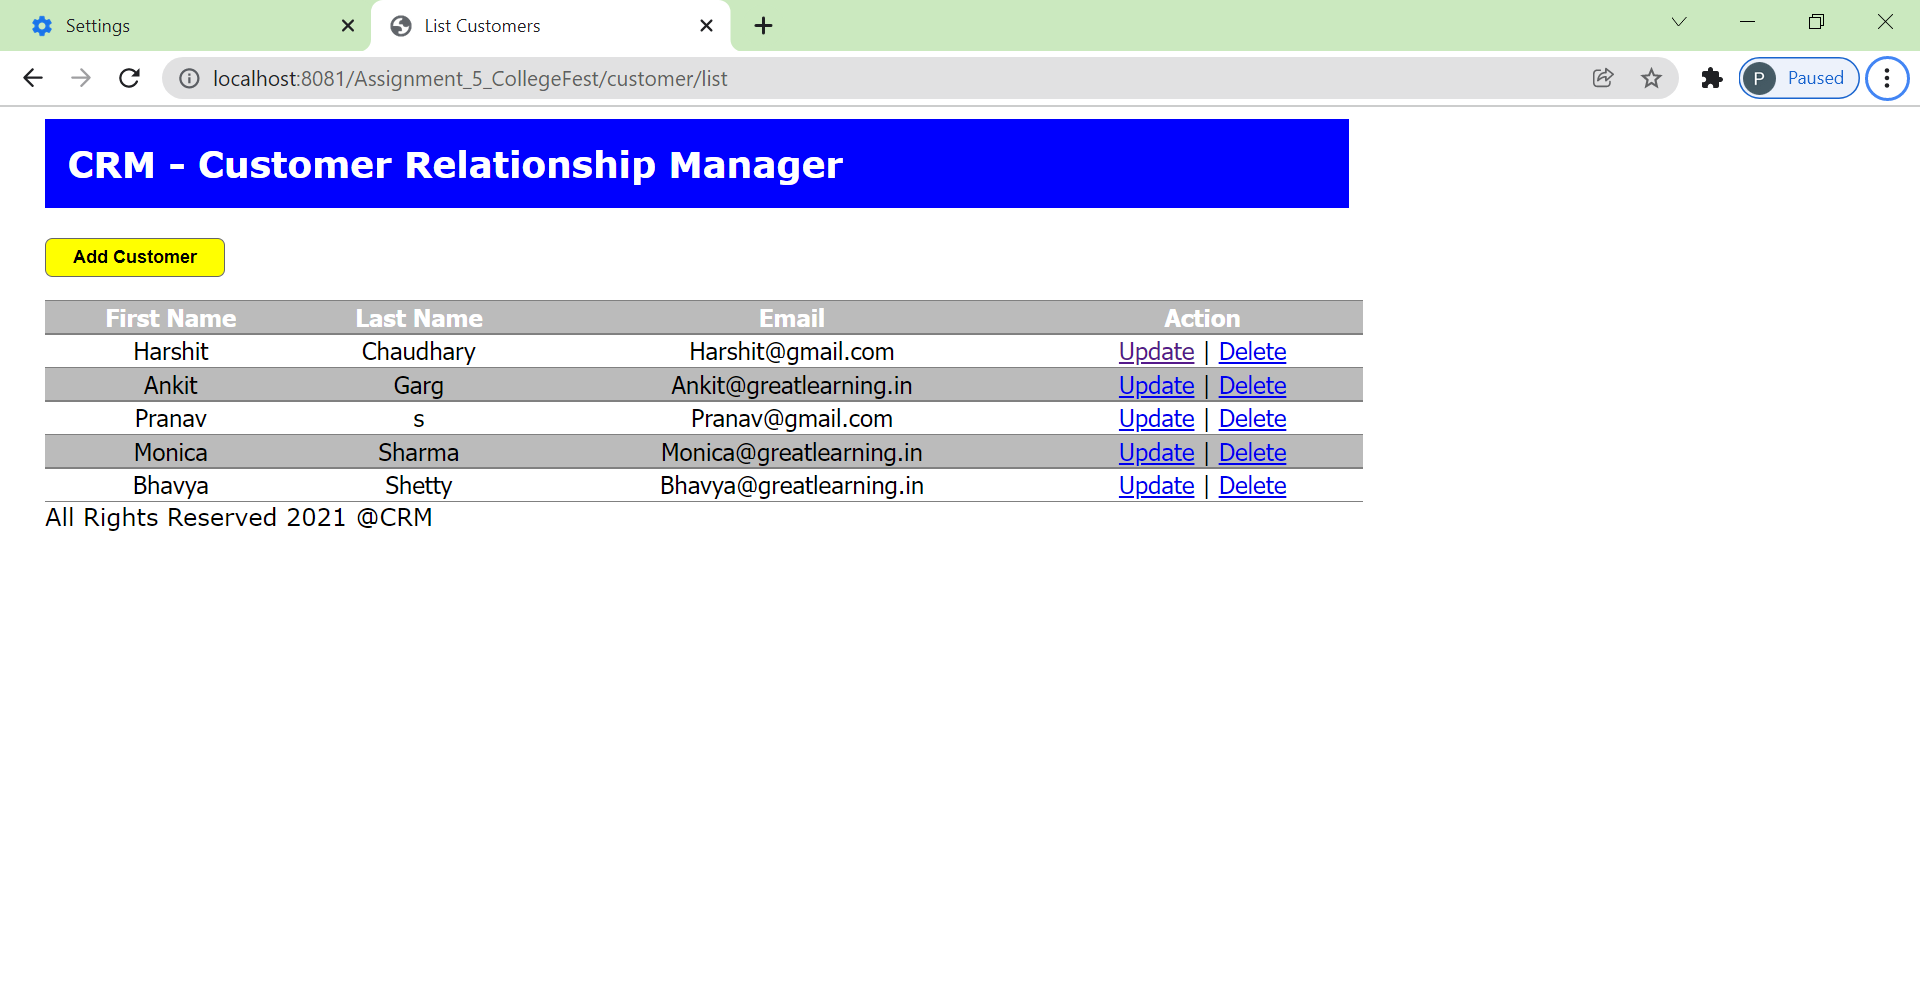 Settings
List Customers
localhost:8081/Assignment_5_CollegeFest/customer/list
P Paused
CRM - Customer Relationship Manager
Add Customer
First Name Last Name Email Action
Harshit Chaudhary Harshit@gmail.com Update | Delete
Ankit Garg Ankit@greatlearning.in Update | Delete
Pranav s Pranav@gmail.com Update | Delete
Monica Sharma Monica@greatlearning.in Update | Delete
Bhavya Shetty Bhavya@greatlearning.in Update | Delete
All Rights Reserved 2021 @CRM